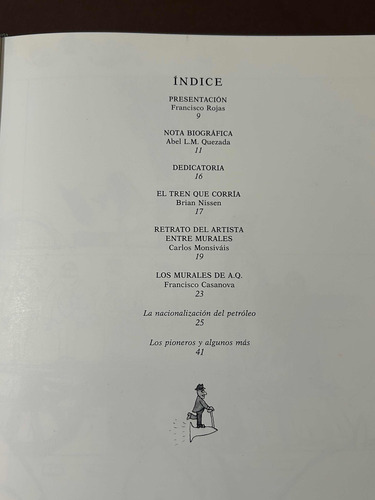 ÍNDICE
PRESENTACIÓN
Francisco Rojas
9
NOTA BIOGRÁFICA
Abel L.M. Quezada
11
DEDICATORIA
16
EL TREN QUE CORRÍA
Brian Nissen
17
RETRATO DEL ARTISTA
ENTRE MURALES
Carlos Monsiváis
19
LOS MURALES DE A.Q.
Francisco Casanova
23
La nacionalización del petróleo
25
Los pioneros y algunos más
41